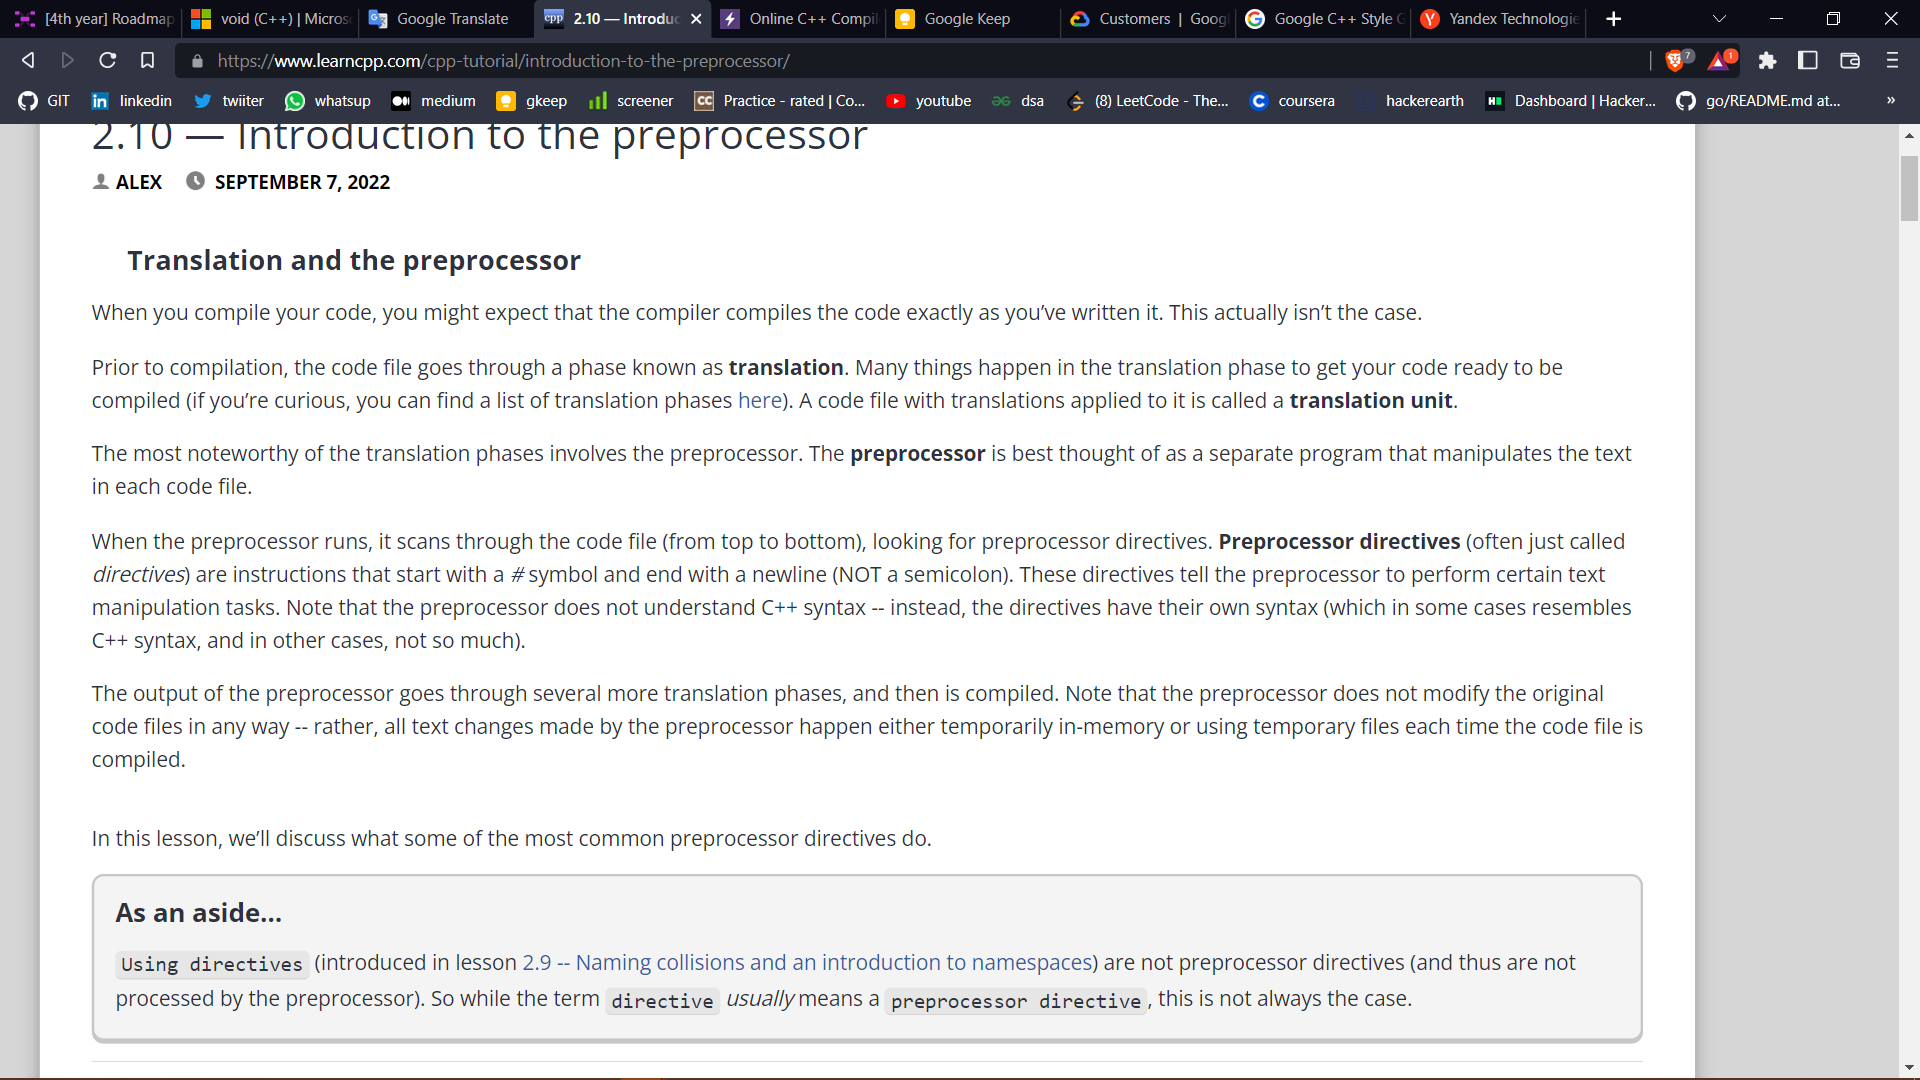 [4th year] Roadmap
void (C++) | Micros
Google Translate
cpp 2.10 — Introduc
Online C++ Compil
Google Keep
Customers | Goog
Google C++ Style G
Yandex Technologie
https://www.learncpp.com/cpp-tutorial/introduction-to-the-preprocessor/
7
1
GIT
linkedin
twiiter
whatsup
medium
gkeep
screener
CC Practice - rated | Co...
youtube
dsa
(8) LeetCode - The...
coursera
hackerearth
Dashboard | Hacker...
go/README.md at...
»
2.10 — Introduction to the preprocessor
ALEX SEPTEMBER 7, 2022
Translation and the preprocessor
When you compile your code, you might expect that the compiler compiles the code exactly as you’ve written it. This actually isn’t the case.
Prior to compilation, the code file goes through a phase known as translation. Many things happen in the translation phase to get your code ready to be
compiled (if you’re curious, you can find a list of translation phases here). A code file with translations applied to it is called a translation unit.
The most noteworthy of the translation phases involves the preprocessor. The preprocessor is best thought of as a separate program that manipulates the text
in each code file.
When the preprocessor runs, it scans through the code file (from top to bottom), looking for preprocessor directives. Preprocessor directives (often just called
directives) are instructions that start with a # symbol and end with a newline (NOT a semicolon). These directives tell the preprocessor to perform certain text
manipulation tasks. Note that the preprocessor does not understand C++ syntax -- instead, the directives have their own syntax (which in some cases resembles
C++ syntax, and in other cases, not so much).
The output of the preprocessor goes through several more translation phases, and then is compiled. Note that the preprocessor does not modify the original
code files in any way -- rather, all text changes made by the preprocessor happen either temporarily in-memory or using temporary files each time the code file is
compiled.
In this lesson, we’ll discuss what some of the most common preprocessor directives do.
As an aside…
Using directives (introduced in lesson 2.9 -- Naming collisions and an introduction to namespaces) are not preprocessor directives (and thus are not
processed by the preprocessor). So while the term directive usually means a preprocessor directive, this is not always the case.